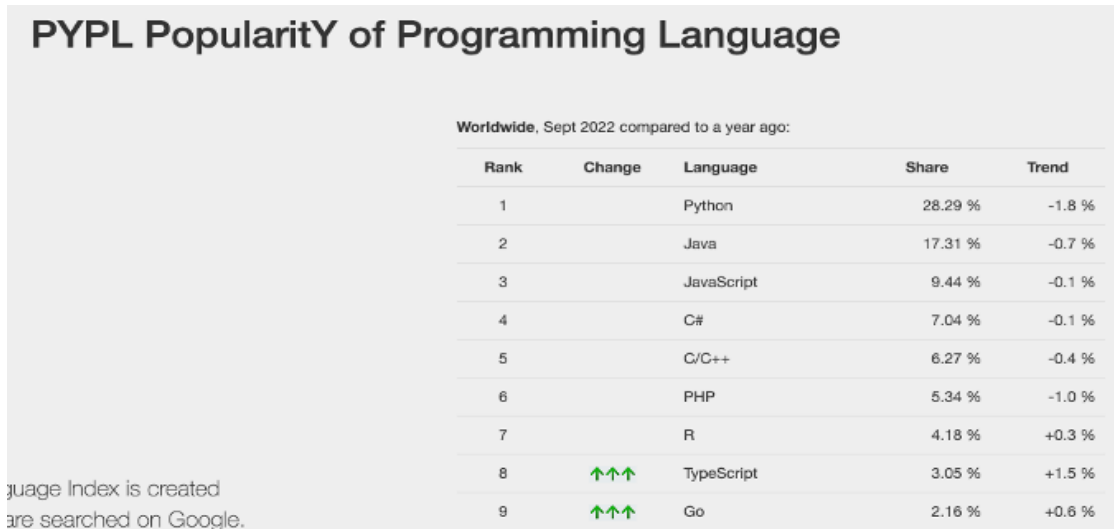 PYPL PopularitY of Programming Language
Worldwide, Sept 2022 compared to a year ago:
Rank Change Language Share Trend
1 Python 28.29 % -1.8 %
2 Java 17.31 % -0.7 %
3 JavaScript 9.44 % -0.1 %
4 C# 7.04 % -0.1 %
5 C/C++ 6.27 % -0.4 %
6 PHP 5.34 % -1.0 %
7 R 4.18 % +0.3 %
8 ↑↑↑ TypeScript 3.05 % +1.5 %
9 ↑↑↑ Go 2.16 % +0.6 %
guage Index is created
are searched on Google.